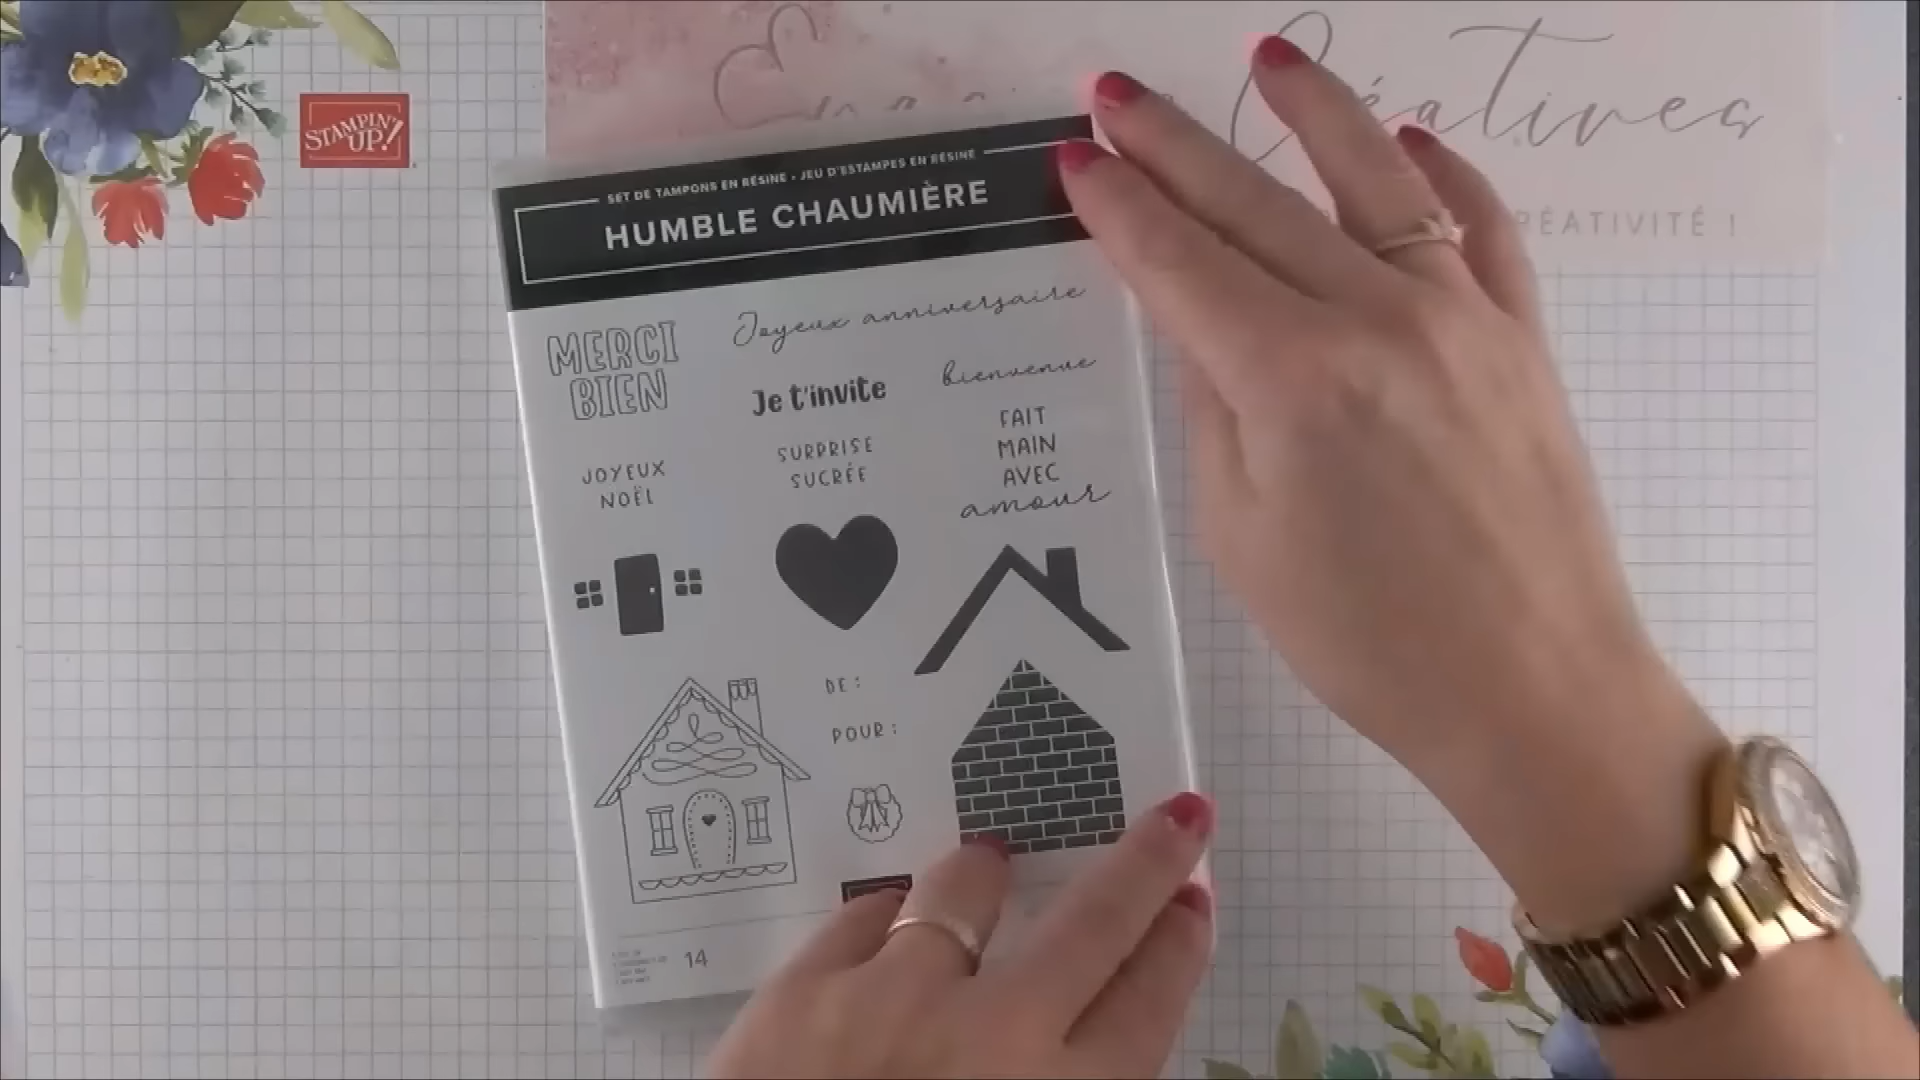 Créatives
STAMPIN' UP!
SET DE TAMPONS EN RÉSINE • JEU D'ESTAMPES EN RÉSINE
HUMBLE CHAUMIÈRE
RÉATIVITÉ !
MERCI
BIEN
Joyeux anniversaire
Je t'invite
bienvenue
JOYEUX
NOËL
SURPRISE
SUCRÉE
FAIT
MAIN
AVEC
amour
DE :
POUR :
14